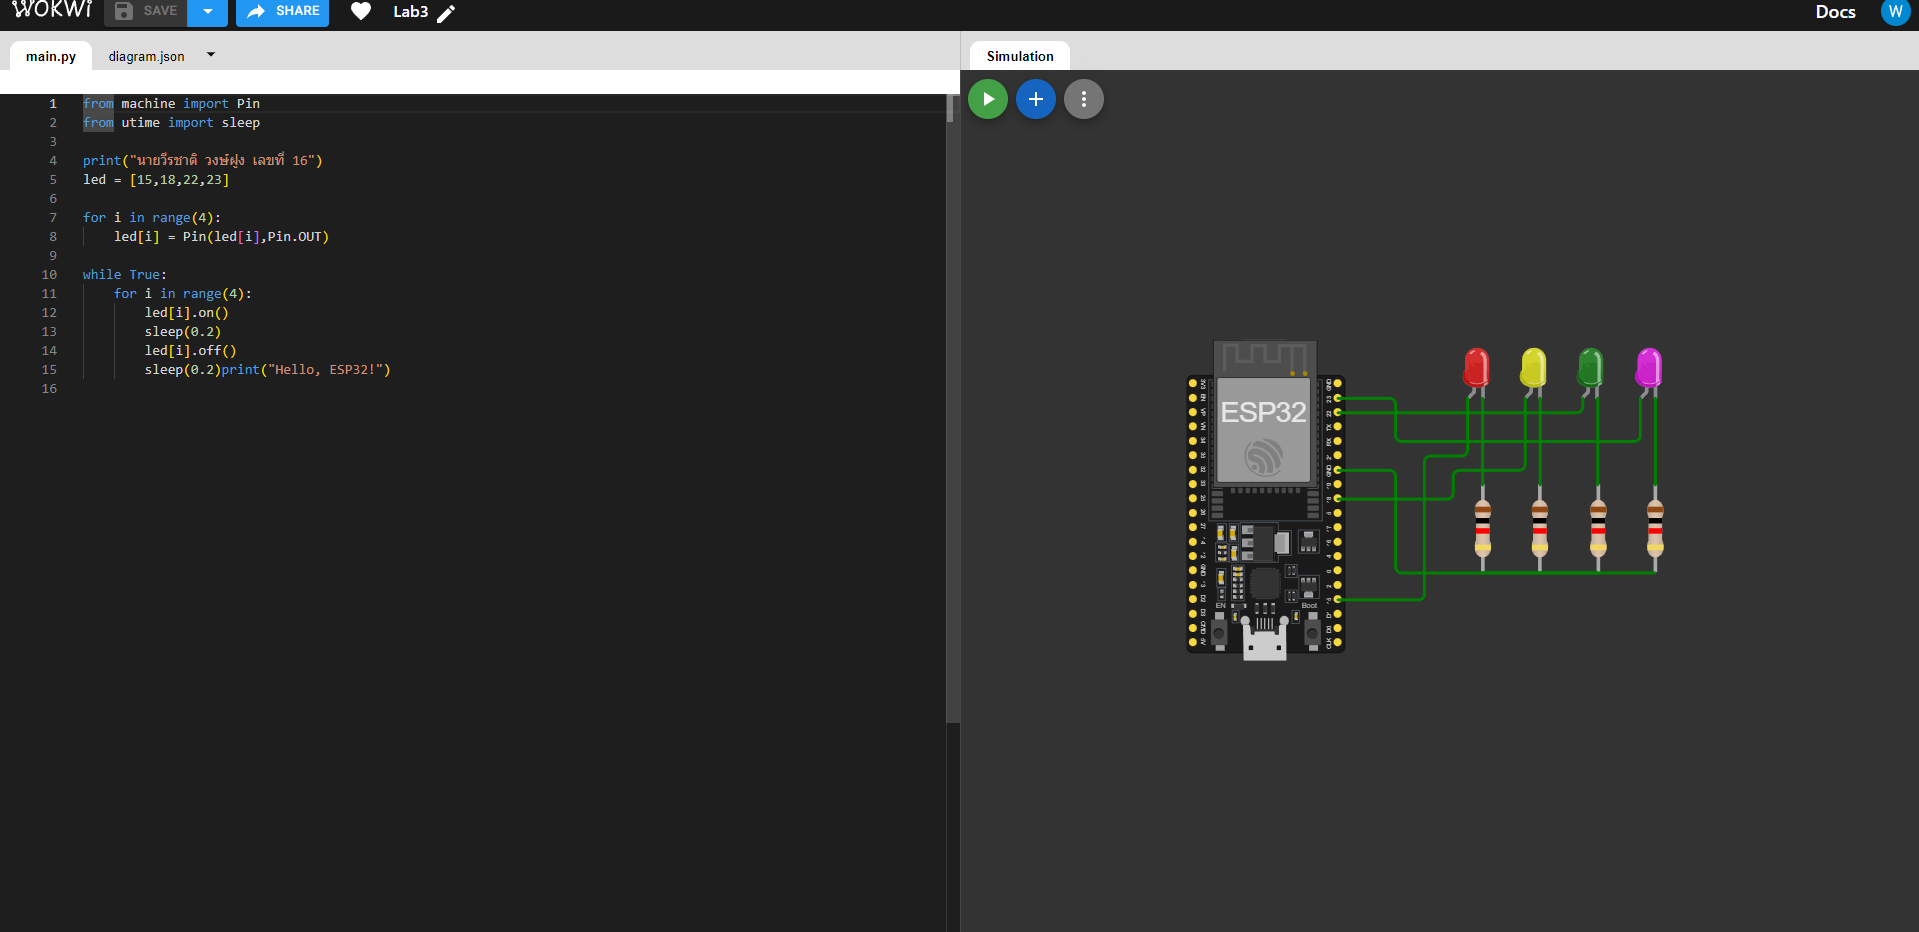 WOKWI
SAVE
SHARE
Lab3
Docs
W
main.py
diagram.json
Simulation
1 from machine import Pin
2 from utime import sleep
3
4 print("นายวีรชาติ วงษ์ฝูง เลขที่ 16")
5 led = [15,18,22,23]
6
7 for i in range(4):
8 led[i] = Pin(led[i],Pin.OUT)
9
10 while True:
11 for i in range(4):
12 led[i].on()
13 sleep(0.2)
14 led[i].off()
15 sleep(0.2)print("Hello, ESP32!")
16
ESP32
EN
Boot